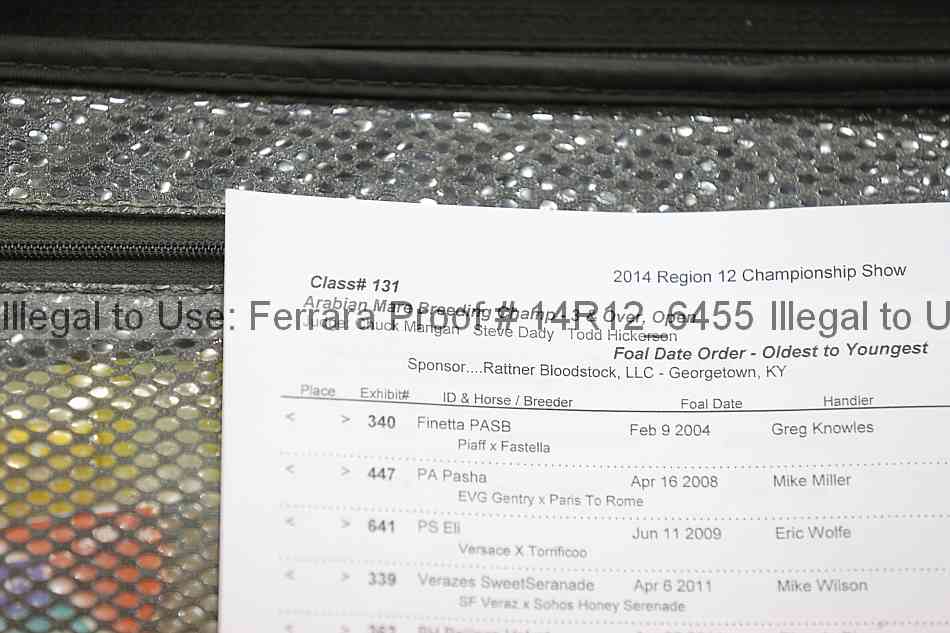 2014 Region 12 Championship Show
Class# 131
Arabian Mare Breeding Champ - 3 & Over, Open
Illegal to Use: Ferrara Proof # 14R12_6455 Illegal to U
Judge: Chuck Mangan Steve Dady Todd Hickerson
Foal Date Order - Oldest to Youngest
Sponsor....Rattner Bloodstock, LLC - Georgetown, KY
Place Exhibit# ID & Horse / Breeder Foal Date Handler
< > 340 Finetta PASB Feb 9 2004 Greg Knowles
Piaff x Fastella
< > 447 PA Pasha Apr 16 2008 Mike Miller
EVG Gentry x Paris To Rome
< > 641 PS Eli Jun 11 2009 Eric Wolfe
Versace X Torrificoo
< > 339 Verazes SweetSeranade Apr 6 2011 Mike Wilson
SF Veraz x Sohos Honey Serenade